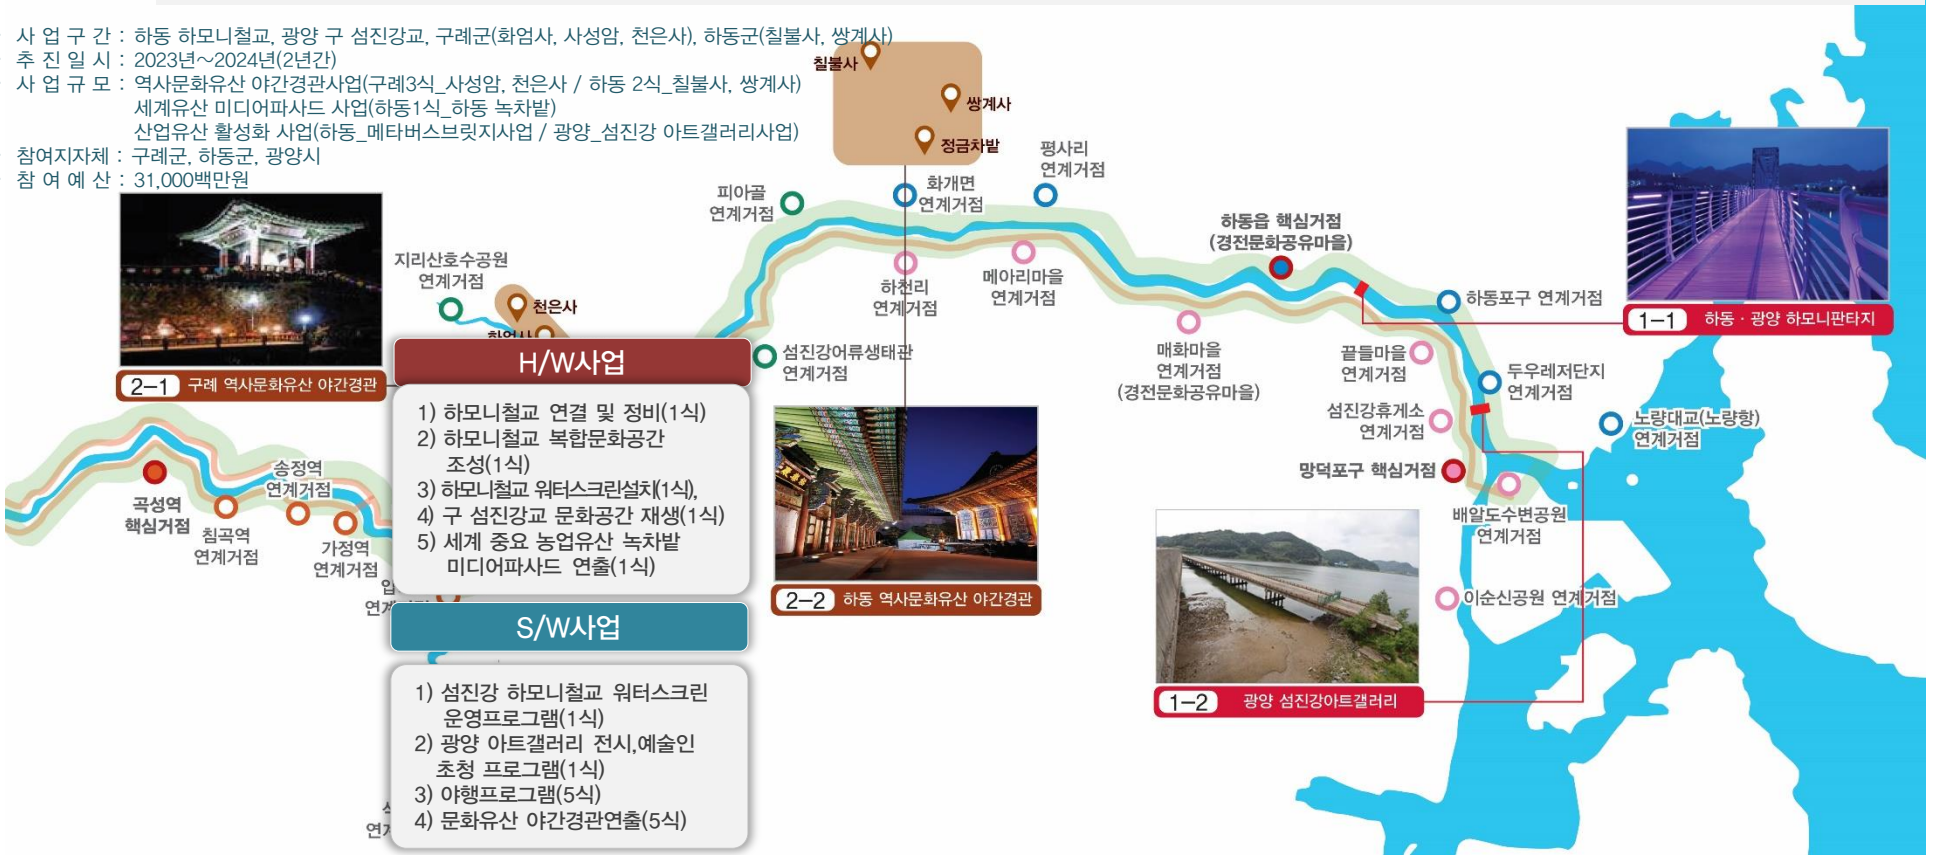 사 업 구 간 : 하동 하모니철교, 광양 구 섬진강교, 구례군(화엄사, 사성암, 천은사), 하동군(칠불사, 쌍계사)
추 진 일 시 : 2023년~2024년(2년간)
사 업 규 모 : 역사문화유산 야간경관사업(구례3식_사성암, 천은사 / 하동 2식_칠불사, 쌍계사)
세계유산 미디어파사드 사업(하동1식_하동 녹차밭)
산업유산 활성화 사업(하동_메타버스브릿지사업 / 광양_섬진강 아트갤러리사업)
참여지자체 : 구례군, 하동군, 광양시
참 여 예 산 : 31,000백만원
칠불사
쌍계사
정금차밭
평사리
연계거점
화개면
연계거점
피아골
연계거점
하동읍 핵심거점
(경전문화공유마을)
지리산호수공원
연계거점
천은사
화엄사
하천리
연계거점
메아리마을
연계거점
하동포구 연계거점
1-1 하동 · 광양 하모니판타지
섬진강어류생태관
연계거점
매화마을
연계거점
(경전문화공유마을)
끝들마을
연계거점
두우레저단지
연계거점
2-1 구례 역사문화유산 야간경관
섬진강휴게소
연계거점
노량대교(노량항)
연계거점
망덕포구 핵심거점
배알도수변공원
연계거점
이순신공원 연계거점
곡성역
핵심거점
송정역
연계거점
침곡역
연계거점
가정역
연계거점
2-2 하동 역사문화유산 야간경관
1-2 광양 섬진강아트갤러리
H/W사업
1) 하모니철교 연결 및 정비(1식)
2) 하모니철교 복합문화공간
조성(1식)
3) 하모니철교 워터스크린설치(1식),
4) 구 섬진강교 문화공간 재생(1식)
5) 세계 중요 농업유산 녹차밭
미디어파사드 연출(1식)
S/W사업
1) 섬진강 하모니철교 워터스크린
운영프로그램(1식)
2) 광양 아트갤러리 전시,예술인
초청 프로그램(1식)
3) 야행프로그램(5식)
4) 문화유산 야간경관연출(5식)